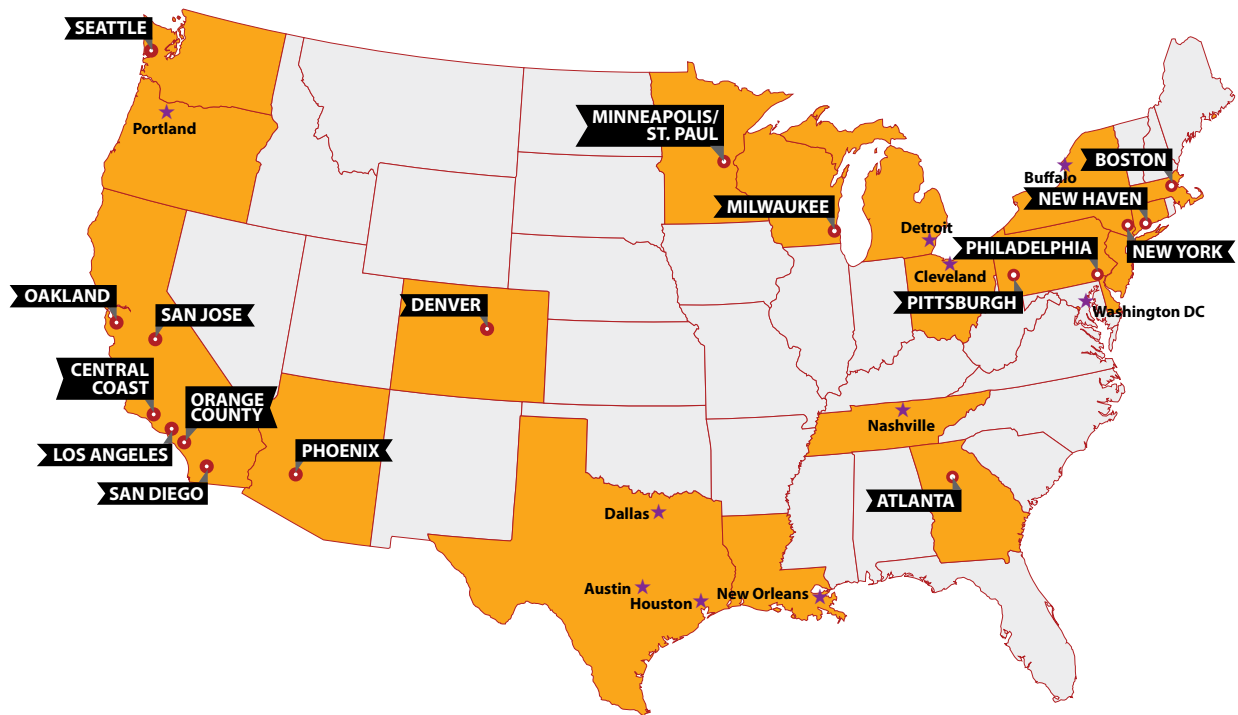 SEATTLE
Portland
MINNEAPOLIS/
ST. PAUL
BOSTON
Buffalo
NEW HAVEN
MILWAUKEE
Detroit
PHILADELPHIA
NEW YORK
Cleveland
OAKLAND
SAN JOSE
DENVER
PITTSBURGH
Washington DC
CENTRAL
COAST
ORANGE
COUNTY
Nashville
LOS ANGELES
PHOENIX
SAN DIEGO
ATLANTA
Dallas
Austin
Houston
New Orleans